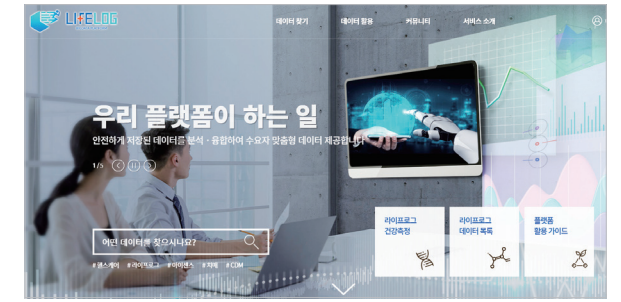 LIFELOG
데이터 찾기 데이터 활용 커뮤니티 서비스 소개
우리 플랫폼이 하는 일
안전하게 저장된 데이터를 분석·융합하여 수요자 맞춤형 데이터 제공합니다
1/5
어떤 데이터를 찾으시나요?
#헬스케어 #라이프로그 #아이센스 #치매 #CDM
라이프로그
건강측정
라이프로그
데이터 목록
플랫폼
활용 가이드